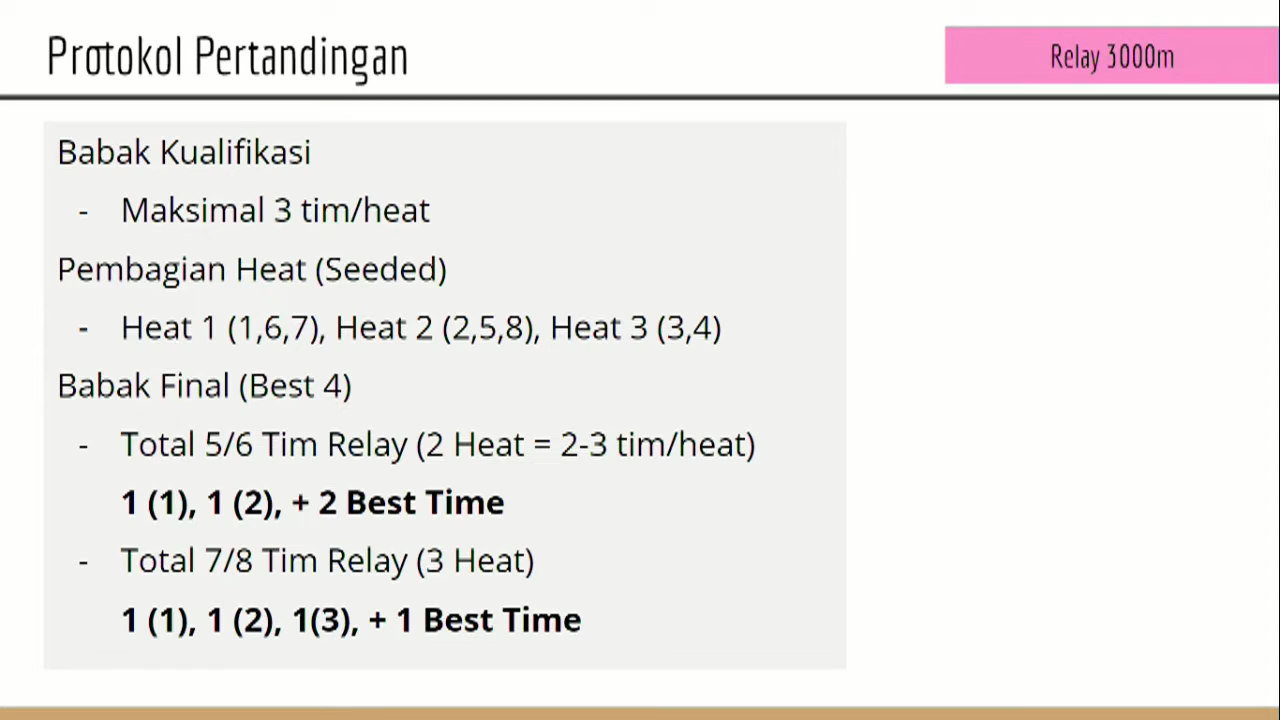 Protokol Pertandingan
Relay 3000m
Babak Kualifikasi
- Maksimal 3 tim/heat
Pembagian Heat (Seeded)
- Heat 1 (1,6,7), Heat 2 (2,5,8), Heat 3 (3,4)
Babak Final (Best 4)
- Total 5/6 Tim Relay (2 Heat = 2-3 tim/heat)
1 (1), 1 (2), + 2 Best Time
- Total 7/8 Tim Relay (3 Heat)
1 (1), 1 (2), 1(3), + 1 Best Time